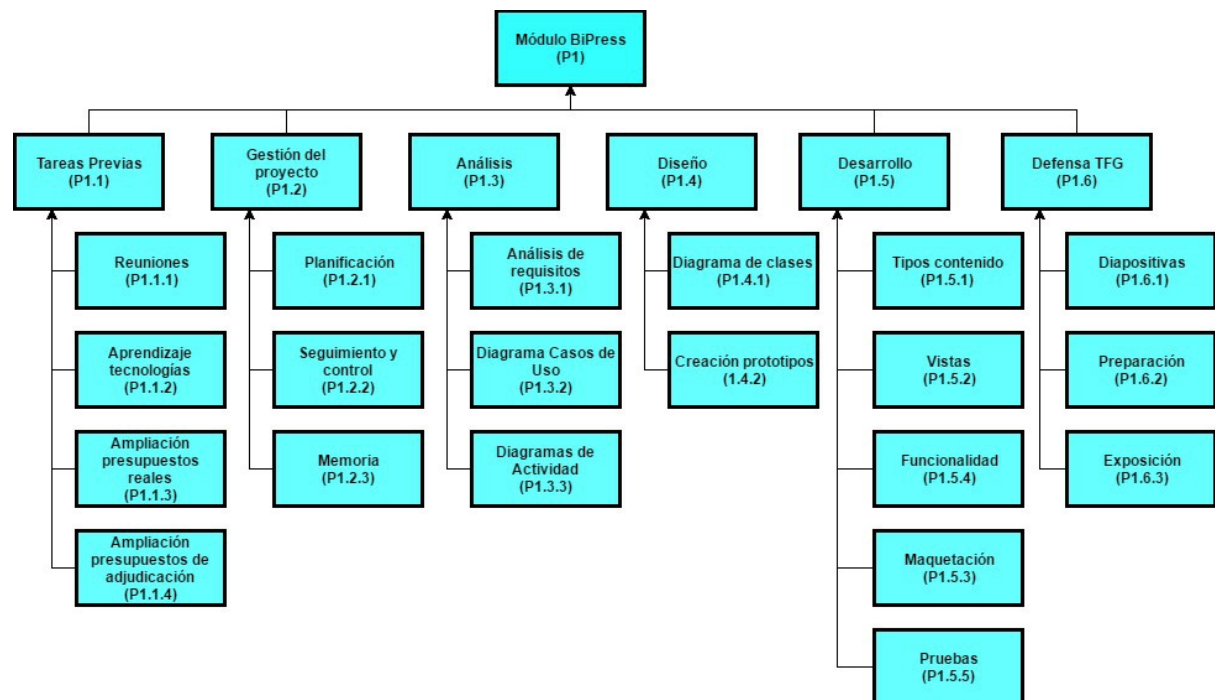 Módulo BiPress
(P1)
Tareas Previas
(P1.1)
Gestión del
proyecto
(P1.2)
Análisis
(P1.3)
Diseño
(P1.4)
Desarrollo
(P1.5)
Defensa TFG
(P1.6)
Reuniones
(P1.1.1)
Aprendizaje
tecnologías
(P1.1.2)
Ampliación
presupuestos
reales
(P1.1.3)
Ampliación
presupuestos de
adjudicación
(P1.1.4)
Planificación
(P1.2.1)
Seguimiento y
control
(P1.2.2)
Memoria
(P1.2.3)
Análisis de
requisitos
(P1.3.1)
Diagrama Casos de
Uso
(P1.3.2)
Diagramas de
Actividad
(P1.3.3)
Diagrama de clases
(P1.4.1)
Creación prototipos
(1.4.2)
Tipos contenido
(P1.5.1)
Vistas
(P1.5.2)
Funcionalidad
(P1.5.4)
Maquetación
(P1.5.3)
Pruebas
(P1.5.5)
Diapositivas
(P1.6.1)
Preparación
(P1.6.2)
Exposición
(P1.6.3)